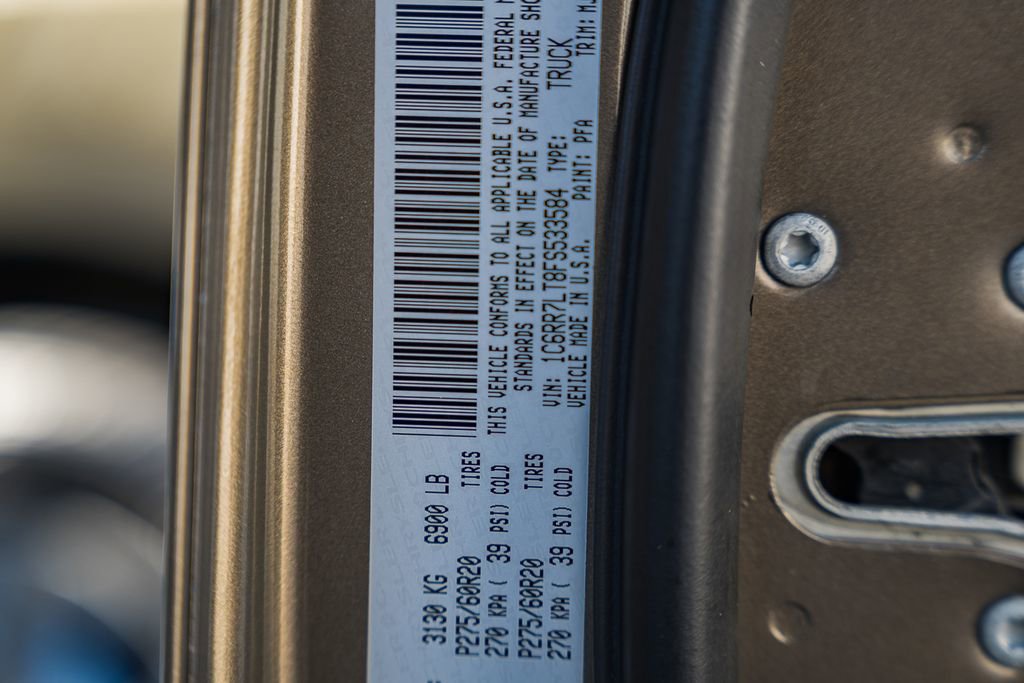 3130 KG 6900 LB
P275/60R20 TIRES
270 KPA ( 39 PSI) COLD
P275/60R20 TIRES
270 KPA ( 39 PSI) COLD
THIS VEHICLE CONFORMS TO ALL APPLICABLE U.S.A. FEDERAL
STANDARDS IN EFFECT ON THE DATE OF MANUFACTURE SHO
VIN: 1C6RR7LT8FS533584 TYPE: TRUCK
VEHICLE MADE IN U.S.A. PAINT: PFA TRIM: MJ